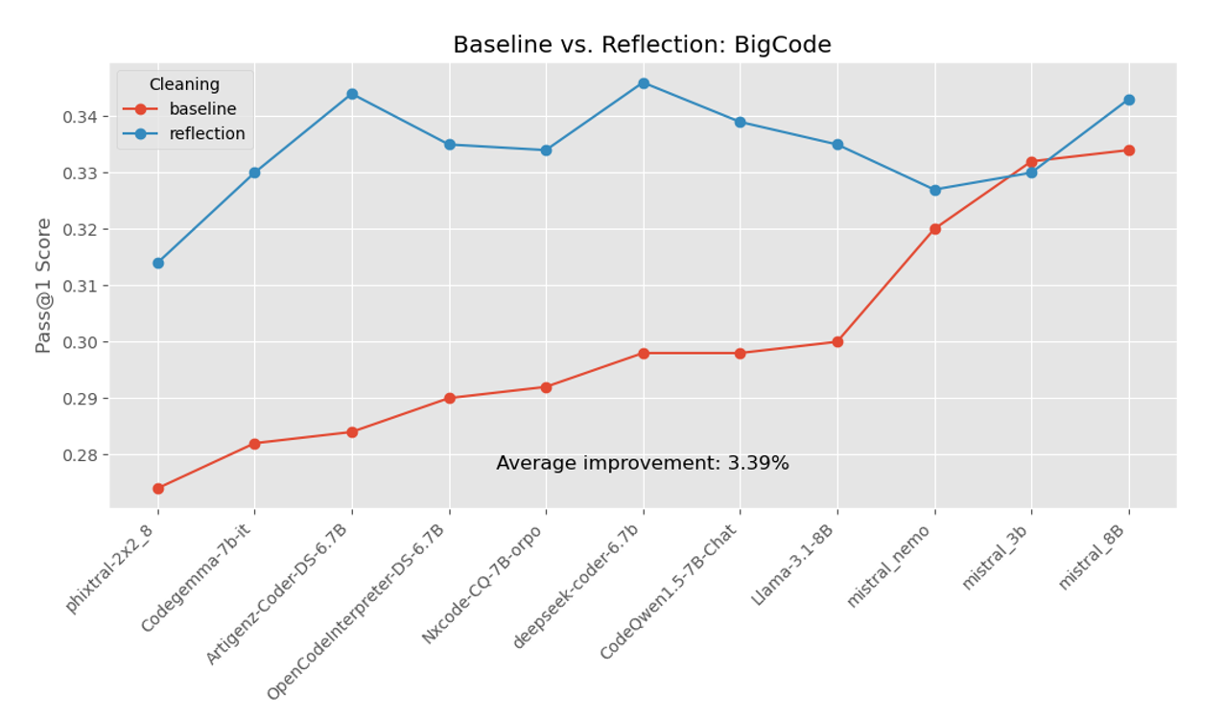 Baseline vs. Reflection: BigCode
Cleaning
baseline
reflection
Pass@1 Score
0.34
0.33
0.32
0.31
0.30
0.29
0.28
Average improvement: 3.39%
phixtral-2x2_8
Codegemma-7b-it
Artigenz-Coder-DS-6.7B
OpenCodeInterpreter-DS-6.7B
Nxcode-CQ-7B-orpo
deepseek-coder-6.7b
CodeQwen1.5-7B-Chat
Llama-3.1-8B
mistral_nemo
mistral_3b
mistral_8B